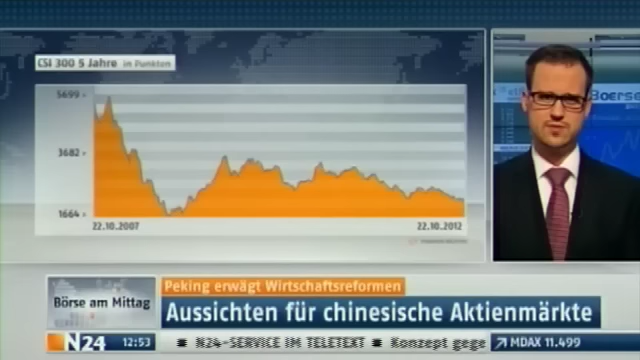 CSI 300 5 Jahre in Punkten
5699
3682
1664
22.10.2007 22.10.2012
Boerse
Peking erwägt Wirtschaftsreformen
Börse am Mittag
Aussichten für chinesische Aktienmärkte
N24 12:53 N24-SERVICE IM TELETEXT Konzept gege MDAX 11.499